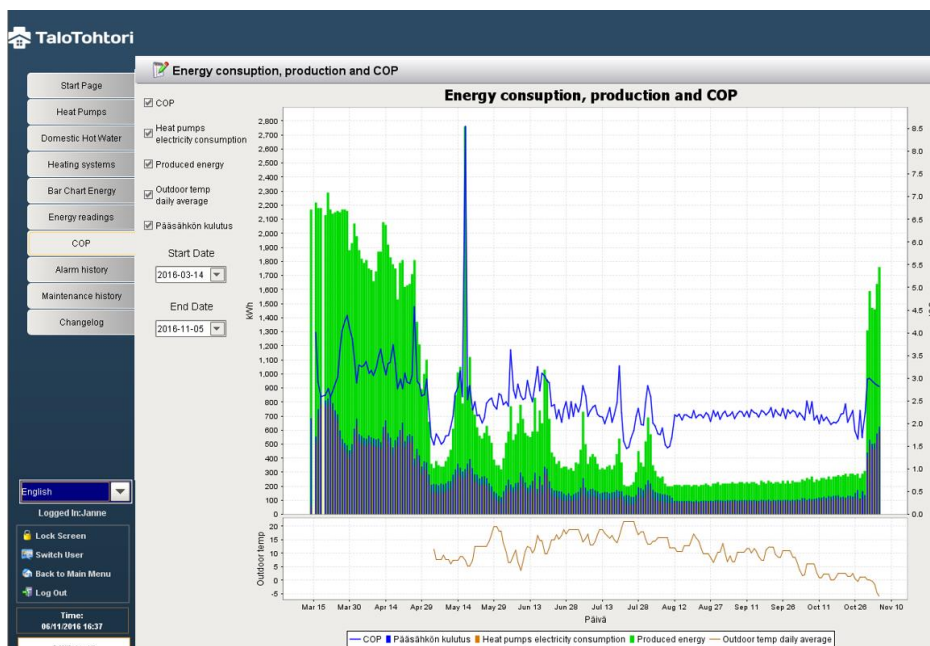 TaloTohtori
Energy consuption, production and COP
Start Page
Heat Pumps
Domestic Hot Water
Heating systems
Bar Chart Energy
Energy readings
COP
Alarm history
Maintenance history
Changelog
COP
Heat pumps
electricity consumption
Produced energy
Outdoor temp
daily average
Pääsähkön kulutus
Start Date
2016-03-14
End Date
2016-11-05
Energy consuption, production and COP
2,800
2,700
2,600
2,500
2,400
2,300
2,200
2,100
2,000
1,900
1,800
1,700
1,600
1,500
1,400
1,300
1,200
1,100
1,000
900
800
700
600
500
400
300
200
100
0
kWh
8.5
8.0
7.5
7.0
6.5
6.0
5.5
5.0
4.5
4.0
3.5
3.0
2.5
2.0
1.5
1.0
0.5
0.0
20
15
10
5
0
-5
Outdoor temp
Mar 15 Mar 30 Apr 14 Apr 29 May 14 May 29 Jun 13 Jun 28 Jul 13 Jul 28 Aug 12 Aug 27 Sep 11 Sep 26 Oct 11 Oct 26 Nov 10
Päivä
COP Pääsähkön kulutus Heat pumps electricity consumption Produced energy Outdoor temp daily average
English
Logged In:Janne
Lock Screen
Switch User
Back to Main Menu
Log Out
Time:
06/11/2016 16:37